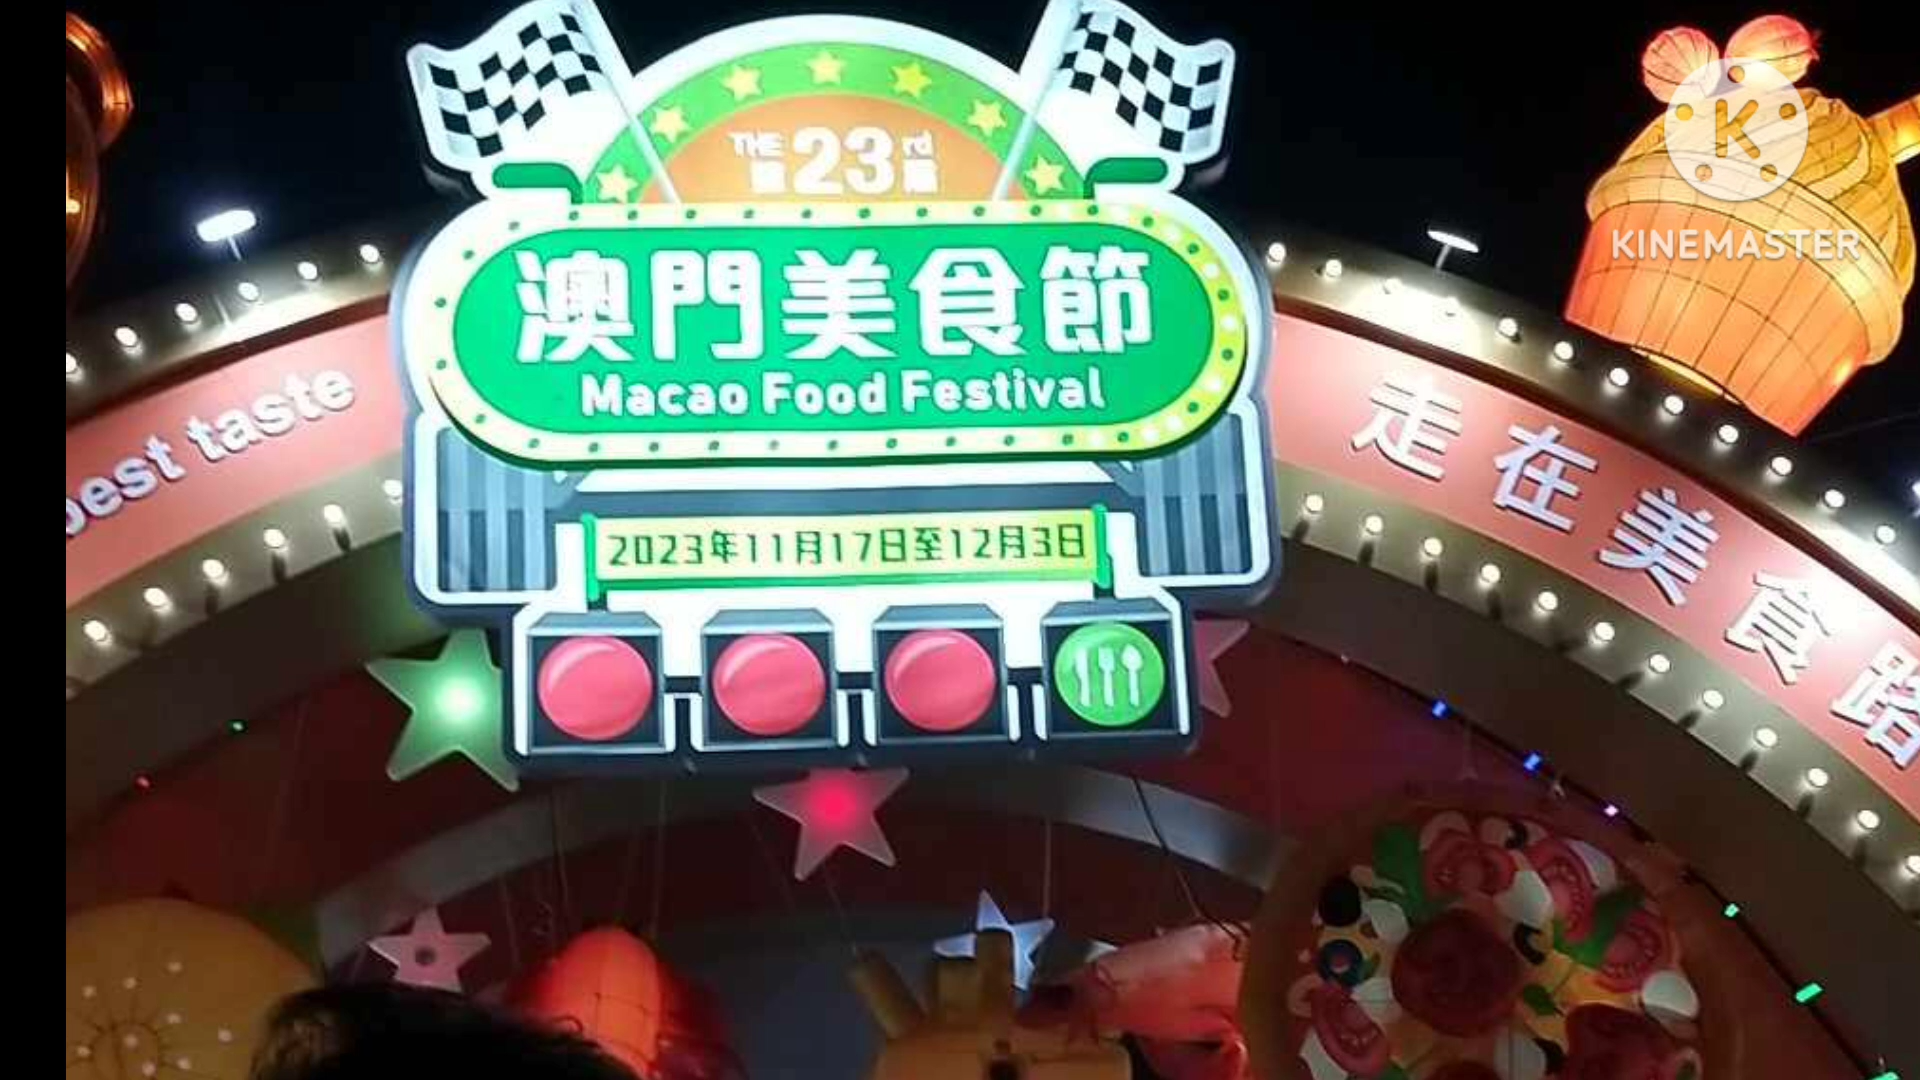 THE 第23rd屆
澳門美食節
Macao Food Festival
2023年11月17日至12月3日
best taste
走在美食路
K
KINEMASTER